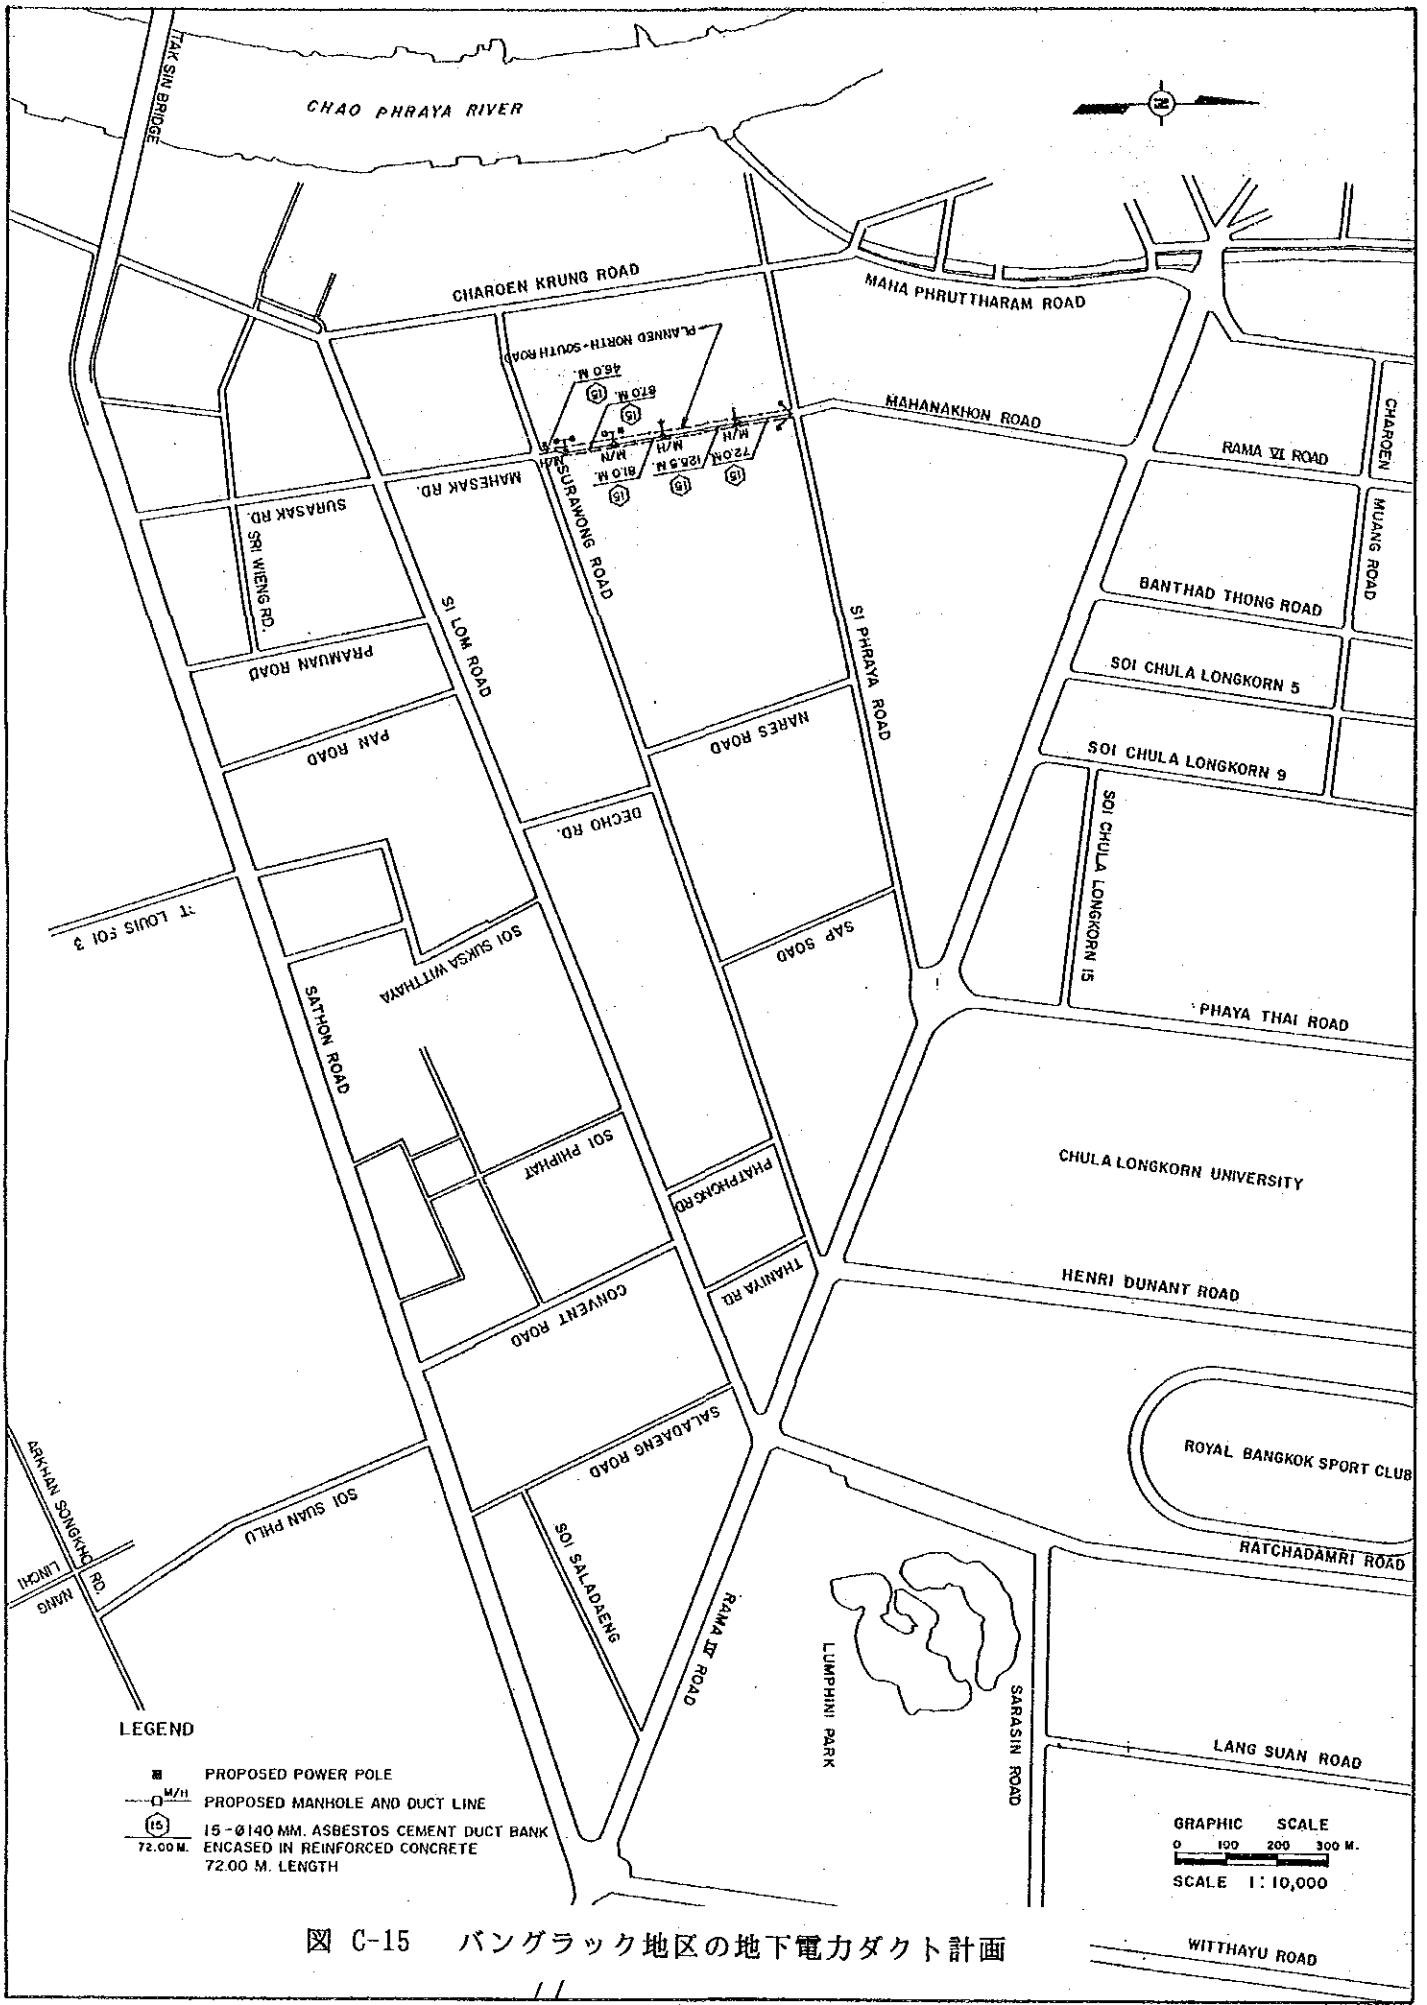 TAK SIN BRIDGE
CHAO PHRAYA RIVER
N
CHAROEN KRUNG ROAD
MAHA PHRUTTHARAM ROAD
PLANNED NORTH-SOUTH ROAD
46.0 M.
15
87.0 M.
15
MAHANAKHON ROAD
RAMA VI ROAD
CHAROEN
MUANG ROAD
M/H
M/N
M/H
M/H
81.0 M.
15
125.5 M.
15
72.0 M.
15
MAHESAK RD.
SURASAK RD.
SURAWONG ROAD
SRI WIENG RD.
BANTHAD THONG ROAD
SI LOM ROAD
SI PHRAYA ROAD
PRAMUAN ROAD
SOI CHULA LONGKORN 5
PAN ROAD
NARES ROAD
SOI CHULA LONGKORN 9
SOI CHULA LONGKORN 15
DECHO RD.
T. LOUIS SOI 3
SOI SUKSA WITTHAYA
SAP SOAD
SATHON ROAD
PHAYA THAI ROAD
SOI PHIPHAT
PHATPHONG RD.
CHULA LONGKORN UNIVERSITY
THANIYA RD.
HENRI DUNANT ROAD
CONVENT ROAD
SALADAENG ROAD
ROYAL BANGKOK SPORT CLUB
ARKHAN SONGKHO RD.
SOI SUAN PHLU
SOI SALADAENG
RATCHADAMRI ROAD
NANG
LINCHI
RAMA IV ROAD
LUMPHINI PARK
SARASIN ROAD
LANG SUAN ROAD
LEGEND
PROPOSED POWER POLE
M/H PROPOSED MANHOLE AND DUCT LINE
15 15-Ø140 MM. ASBESTOS CEMENT DUCT BANK
72.00 M. ENCASED IN REINFORCED CONCRETE
72.00 M. LENGTH
GRAPHIC SCALE
0 100 200 300 M.
SCALE 1:10,000
WITTHAYU ROAD
図 C-15 バングラック地区の地下電力ダクト計画